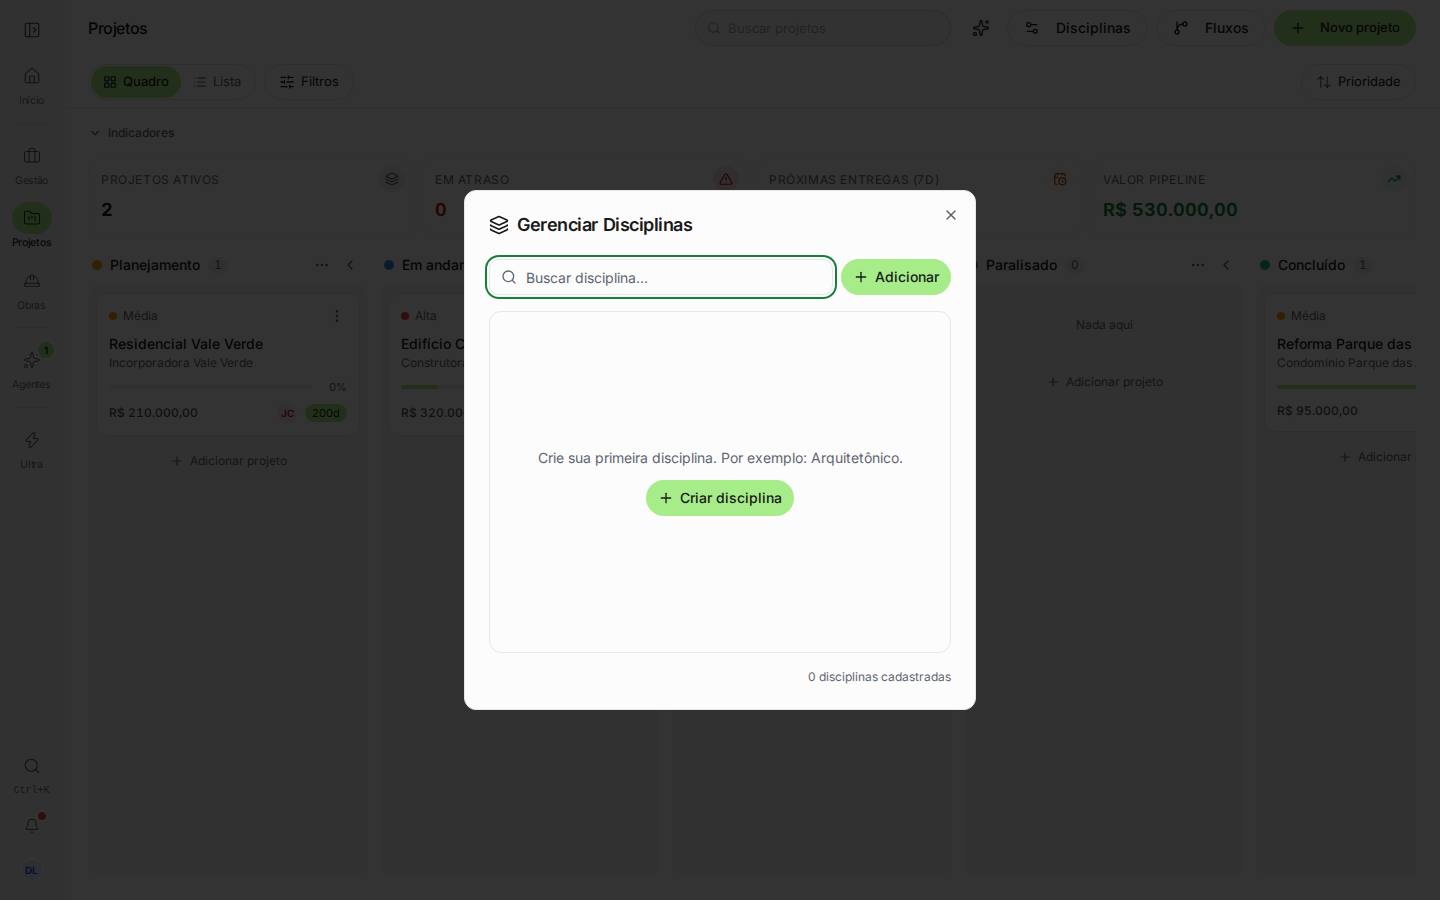 Projetos
Buscar projetos
Disciplinas
Fluxos
Novo projeto
Início
Quadro
Lista
Filtros
Prioridade
Indicadores
Gestão
PROJETOS ATIVOS
2
EM ATRASO
0
PRÓXIMAS ENTREGAS (7D)
VALOR PIPELINE
R$ 530.000,00
Projetos
Obras
1
Agentes
Ultra
Ctrl+K
DL
Planejamento 1
Média
Residencial Vale Verde
Incorporadora Vale Verde
0%
R$ 210.000,00
JC
200d
Adicionar projeto
Em andar
Alta
Edifício C
Construtora
R$ 320.00
Gerenciar Disciplinas
Buscar disciplina...
Adicionar
Crie sua primeira disciplina. Por exemplo: Arquitetônico.
Criar disciplina
0 disciplinas cadastradas
Paralisado 0
Nada aqui
Adicionar projeto
Concluído 1
Média
Reforma Parque das
Condomínio Parque das
R$ 95.000,00
Adicionar